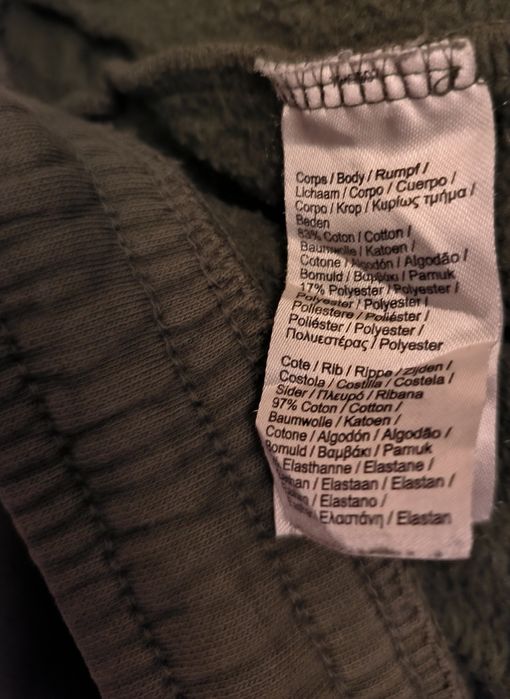 Corps / Body / Rumpf /
Lichaam / Corpo / Cuerpo /
Corpo / Krop / Κυρίως τμήμα /
Beden
83% Coton / Cotton /
Baumwolle / Katoen /
Cotone / Algodón / Algodão /
Bomuld / Βαμβάκι / Pamuk
17% Polyester / Polyester /
Polyester / Polyester /
Poliestere / Poliéster /
Poliéster / Polyester /
Πολυεστέρας / Polyester
Cote / Rib / Rippe / Zijden /
Costola / Costilla / Costela /
Sider / Πλευρό / Ribana
97% Coton / Cotton /
Baumwolle / Katoen /
Cotone / Algodón / Algodão /
Bomuld / Βαμβάκι / Pamuk
Elasthanne / Elastane /
/ Elastaan / Elastan /
/ Elastano /
Ελαστάνη / Elastan